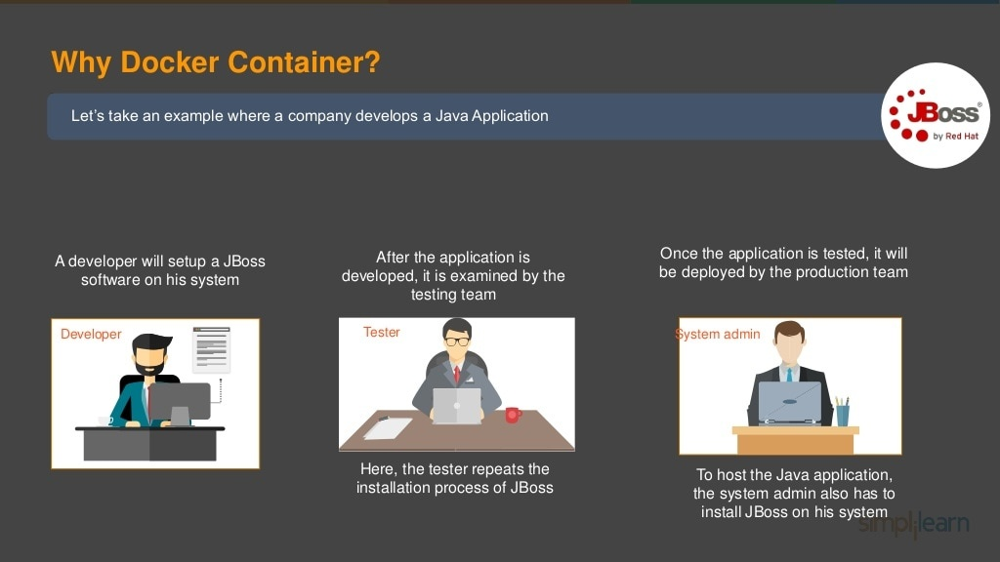 Why Docker Container?
Let's take an example where a company develops a Java Application
JBoss®
by Red Hat
A developer will setup a JBoss
software on his system
After the application is
developed, it is examined by the
testing team
Once the application is tested, it will
be deployed by the production team
Developer
Tester
System admin
Here, the tester repeats the
installation process of JBoss
To host the Java application,
the system admin also has to
install JBoss on his system
simplilearn